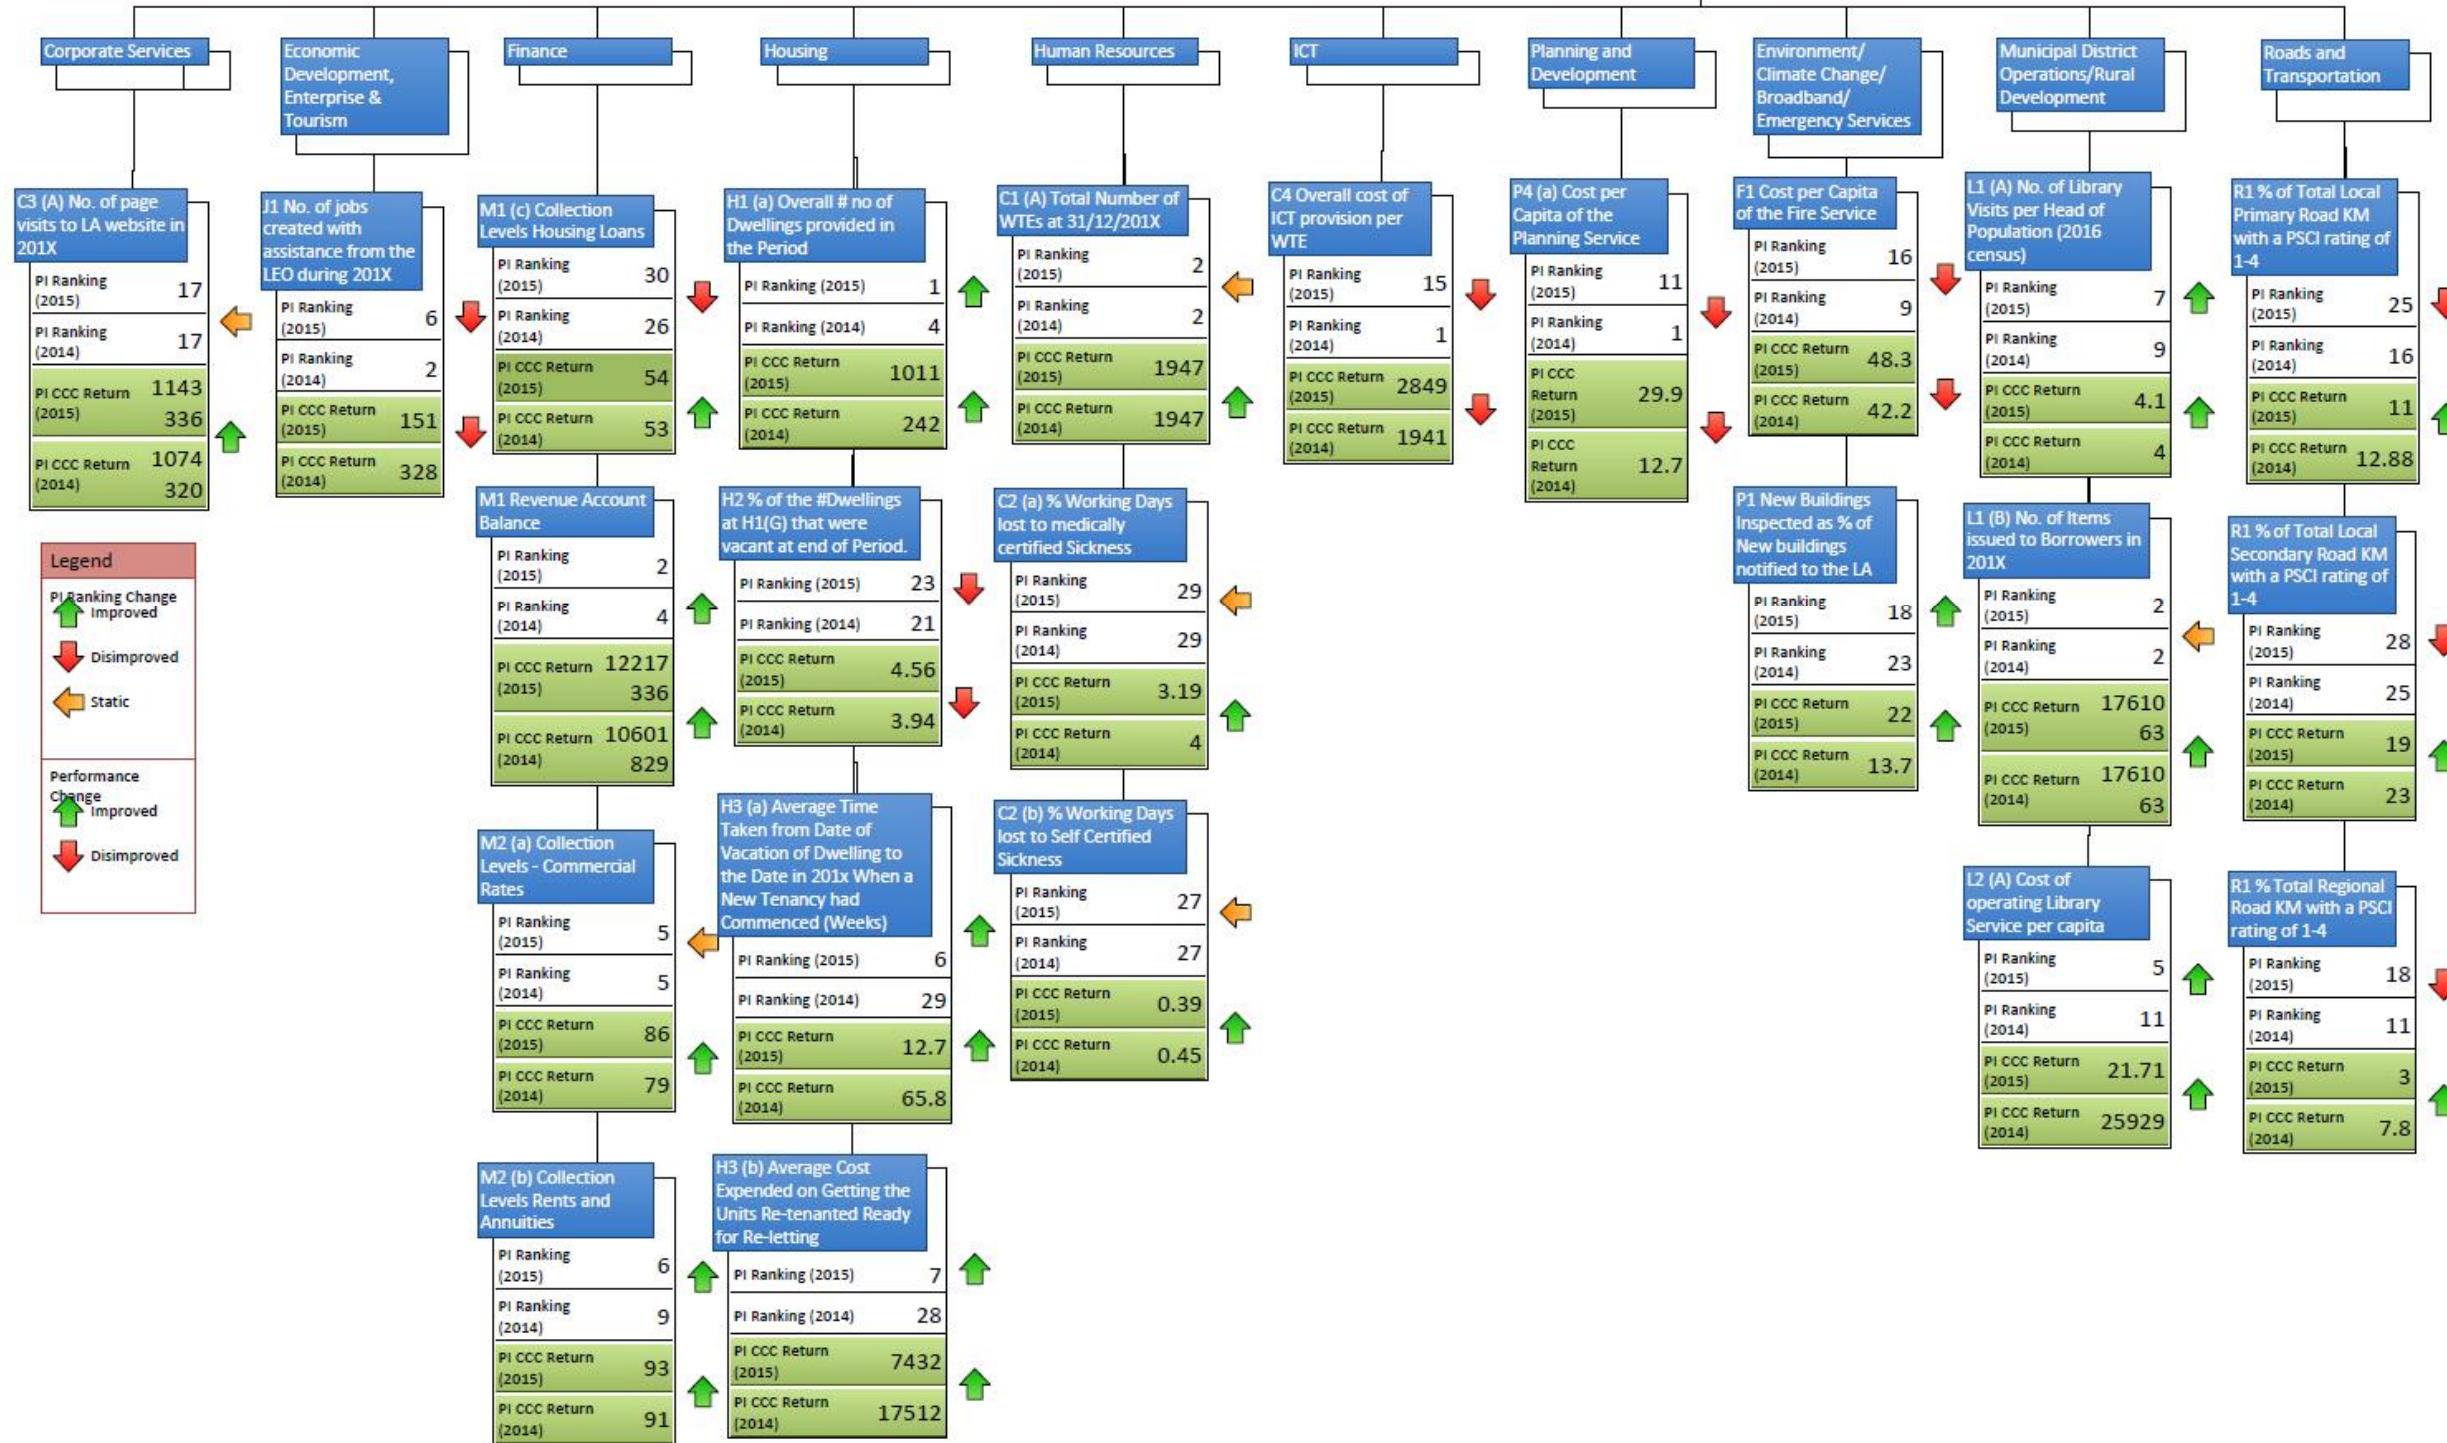 Corporate Services
Economic
Development,
Enterprise &
Tourism
Finance
Housing
Human Resources
ICT
Planning and
Development
Environment/
Climate Change/
Broadband/
Emergency Services
Municipal District
Operations/Rural
Development
Roads and
Transportation
C3 (A) No. of page
visits to LA website in
201X
PI Ranking
(2015)
17
PI Ranking
(2014)
17
PI CCC Return
(2015)
1143
336
PI CCC Return
(2014)
1074
320
Legend
PI Ranking Change
Improved
Disimproved
Static
Performance
Change
Improved
Disimproved
J1 No. of jobs
created with
assistance from the
LEO during 201X
PI Ranking
(2015)
6
PI Ranking
(2014)
2
PI CCC Return
(2015)
151
PI CCC Return
(2014)
328
M1 (c) Collection
Levels Housing Loans
PI Ranking
(2015)
30
PI Ranking
(2014)
26
PI CCC Return
(2015)
54
PI CCC Return
(2014)
53
M1 Revenue Account
Balance
PI Ranking
(2015)
2
PI Ranking
(2014)
4
PI CCC Return
(2015)
12217
336
PI CCC Return
(2014)
10601
829
M2 (a) Collection
Levels - Commercial
Rates
PI Ranking
(2015)
5
PI Ranking
(2014)
5
PI CCC Return
(2015)
86
PI CCC Return
(2014)
79
M2 (b) Collection
Levels Rents and
Annuities
PI Ranking
(2015)
6
PI Ranking
(2014)
9
PI CCC Return
(2015)
93
PI CCC Return
(2014)
91
H1 (a) Overall # no of
Dwellings provided in
the Period
PI Ranking (2015)
1
PI Ranking (2014)
4
PI CCC Return
(2015)
1011
PI CCC Return
(2014)
242
H2 % of the #Dwellings
at H1(G) that were
vacant at end of Period.
PI Ranking (2015)
23
PI Ranking (2014)
21
PI CCC Return
(2015)
4.56
PI CCC Return
(2014)
3.94
H3 (a) Average Time
Taken from Date of
Vacation of Dwelling to
the Date in 201x When a
New Tenancy had
Commenced (Weeks)
PI Ranking (2015)
6
PI Ranking (2014)
29
PI CCC Return
(2015)
12.7
PI CCC Return
(2014)
65.8
H3 (b) Average Cost
Expended on Getting the
Units Re-tenanted Ready
for Re-letting
PI Ranking (2015)
7
PI Ranking (2014)
28
PI CCC Return
(2015)
7432
PI CCC Return
(2014)
17512
C1 (A) Total Number of
WTEs at 31/12/201X
PI Ranking
(2015)
2
PI Ranking
(2014)
2
PI CCC Return
(2015)
1947
PI CCC Return
(2014)
1947
C2 (a) % Working Days
lost to medically
certified Sickness
PI Ranking
(2015)
29
PI Ranking
(2014)
29
PI CCC Return
(2015)
3.19
PI CCC Return
(2014)
4
C2 (b) % Working Days
lost to Self Certified
Sickness
PI Ranking
(2015)
27
PI Ranking
(2014)
27
PI CCC Return
(2015)
0.39
PI CCC Return
(2014)
0.45
C4 Overall cost of
ICT provision per
WTE
PI Ranking
(2015)
15
PI Ranking
(2014)
1
PI CCC Return
(2015)
2849
PI CCC Return
(2014)
1941
P4 (a) Cost per
Capita of the
Planning Service
PI Ranking
(2015)
11
PI Ranking
(2014)
1
PI CCC
Return
(2015)
29.9
PI CCC
Return
(2014)
12.7
F1 Cost per Capita
of the Fire Service
PI Ranking
(2015)
16
PI Ranking
(2014)
9
PI CCC Return
(2015)
48.3
PI CCC Return
(2014)
42.2
P1 New Buildings
Inspected as % of
New buildings
notified to the LA
PI Ranking
(2015)
18
PI Ranking
(2014)
23
PI CCC Return
(2015)
22
PI CCC Return
(2014)
13.7
L1 (A) No. of Library
Visits per Head of
Population (2016
census)
PI Ranking
(2015)
7
PI Ranking
(2014)
9
PI CCC Return
(2015)
4.1
PI CCC Return
(2014)
4
L1 (B) No. of Items
issued to Borrowers in
201X
PI Ranking
(2015)
2
PI Ranking
(2014)
2
PI CCC Return
(2015)
17610
63
PI CCC Return
(2014)
17610
63
L2 (A) Cost of
operating Library
Service per capita
PI Ranking
(2015)
5
PI Ranking
(2014)
11
PI CCC Return
(2015)
21.71
PI CCC Return
(2014)
25929
R1 % of Total Local
Primary Road KM
with a PSCI rating of
1-4
PI Ranking
(2015)
25
PI Ranking
(2014)
16
PI CCC Return
(2015)
11
PI CCC Return
(2014)
12.88
R1 % of Total Local
Secondary Road KM
with a PSCI rating of
1-4
PI Ranking
(2015)
28
PI Ranking
(2014)
25
PI CCC Return
(2015)
19
PI CCC Return
(2014)
23
R1 % Total Regional
Road KM with a PSCI
rating of 1-4
PI Ranking
(2015)
18
PI Ranking
(2014)
11
PI CCC Return
(2015)
3
PI CCC Return
(2014)
7.8